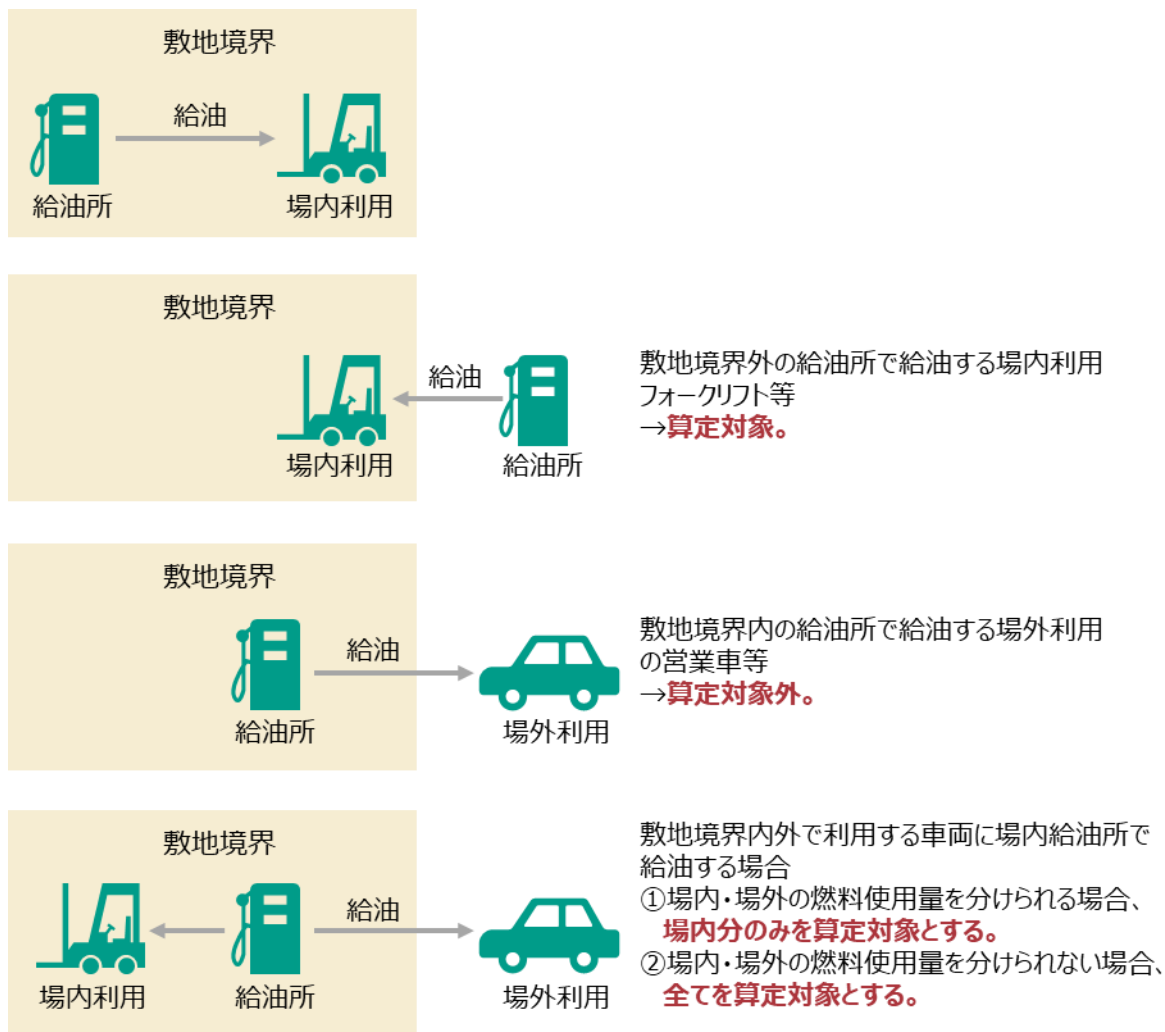 敷地境界
給油
給油所
場内利用
敷地境界
給油
場内利用
給油所
敷地境界外の給油所で給油する場内利用
フォークリフト等
→算定対象。
敷地境界
給油
給油所
場外利用
敷地境界内の給油所で給油する場外利用
の営業車等
→算定対象外。
敷地境界
給油
場内利用
給油所
場外利用
敷地境界内外で利用する車両に場内給油所で
給油する場合
①場内・場外の燃料使用量を分けられる場合、
場内分のみを算定対象とする。
②場内・場外の燃料使用量を分けられない場合、
全てを算定対象とする。